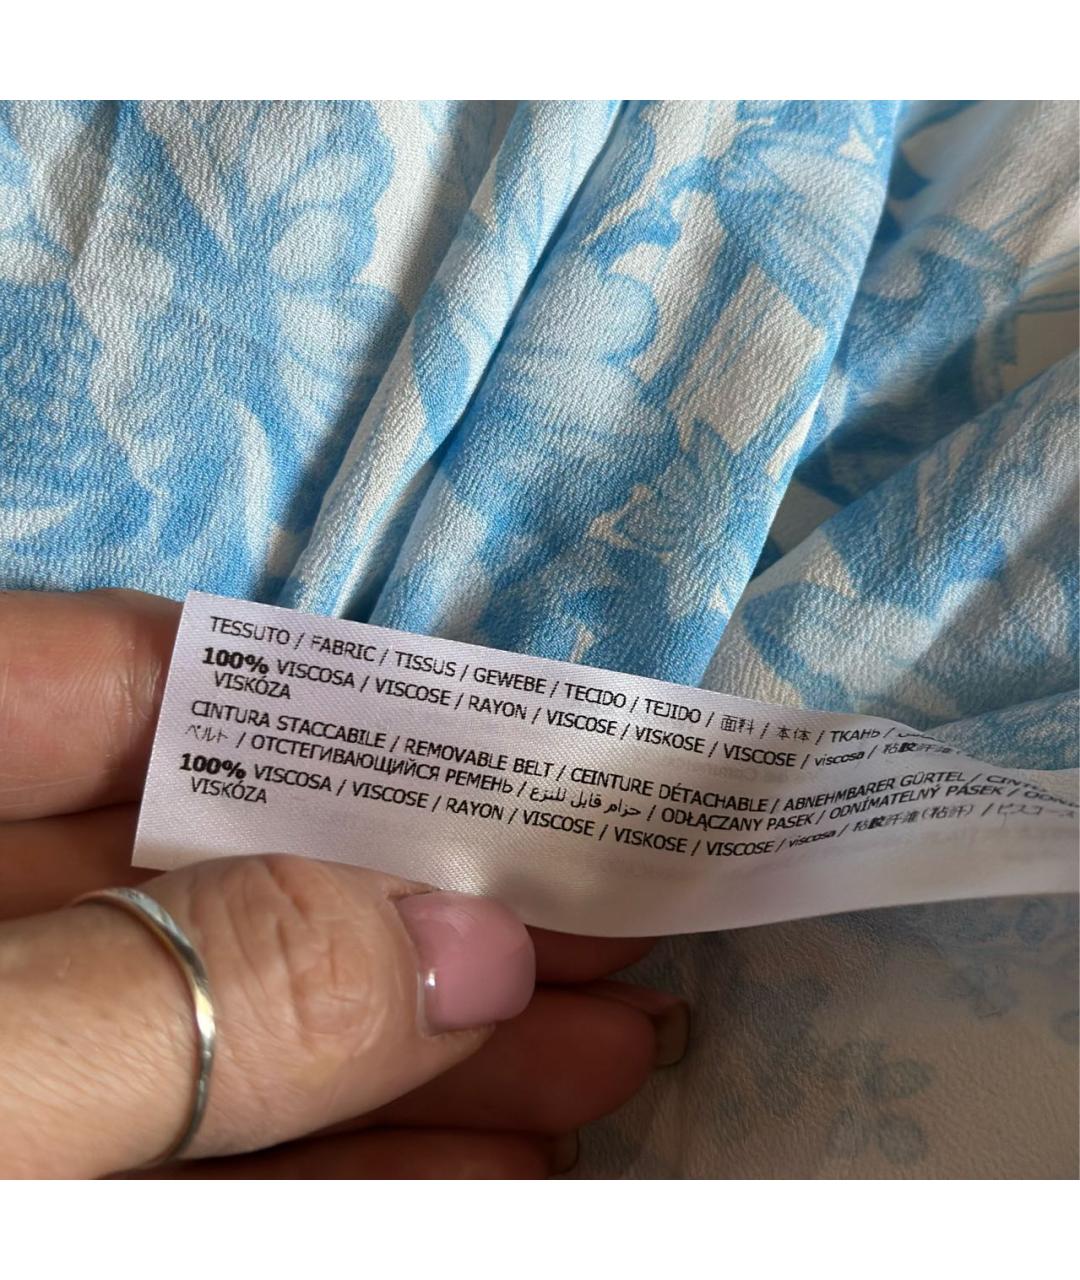 TESSUTO / FABRIC / TISSUS / GEWEBE / TECIDO / TEJIDO / 面料 / 本体 / ТКАНЬ /
100% VISCOSA / VISCOSE / RAYON / VISCOSE / VISKOSE / VISCOSE / viscosa /
VISKÓZA
CINTURA STACCABILE / REMOVABLE BELT / CEINTURE DÉTACHABLE / ABNEHMBARER GÜRTEL /
ベルト / ОТСТЕГИВАЮЩИЙСЯ РЕМЕНЬ / حزام قابل للنزع / ODŁĄCZANY PASEK / ODNÍMATELNÝ PÁSEK /
100% VISCOSA / VISCOSE / RAYON / VISCOSE / VISKOSE / VISCOSE / viscosa /
VISKÓZA